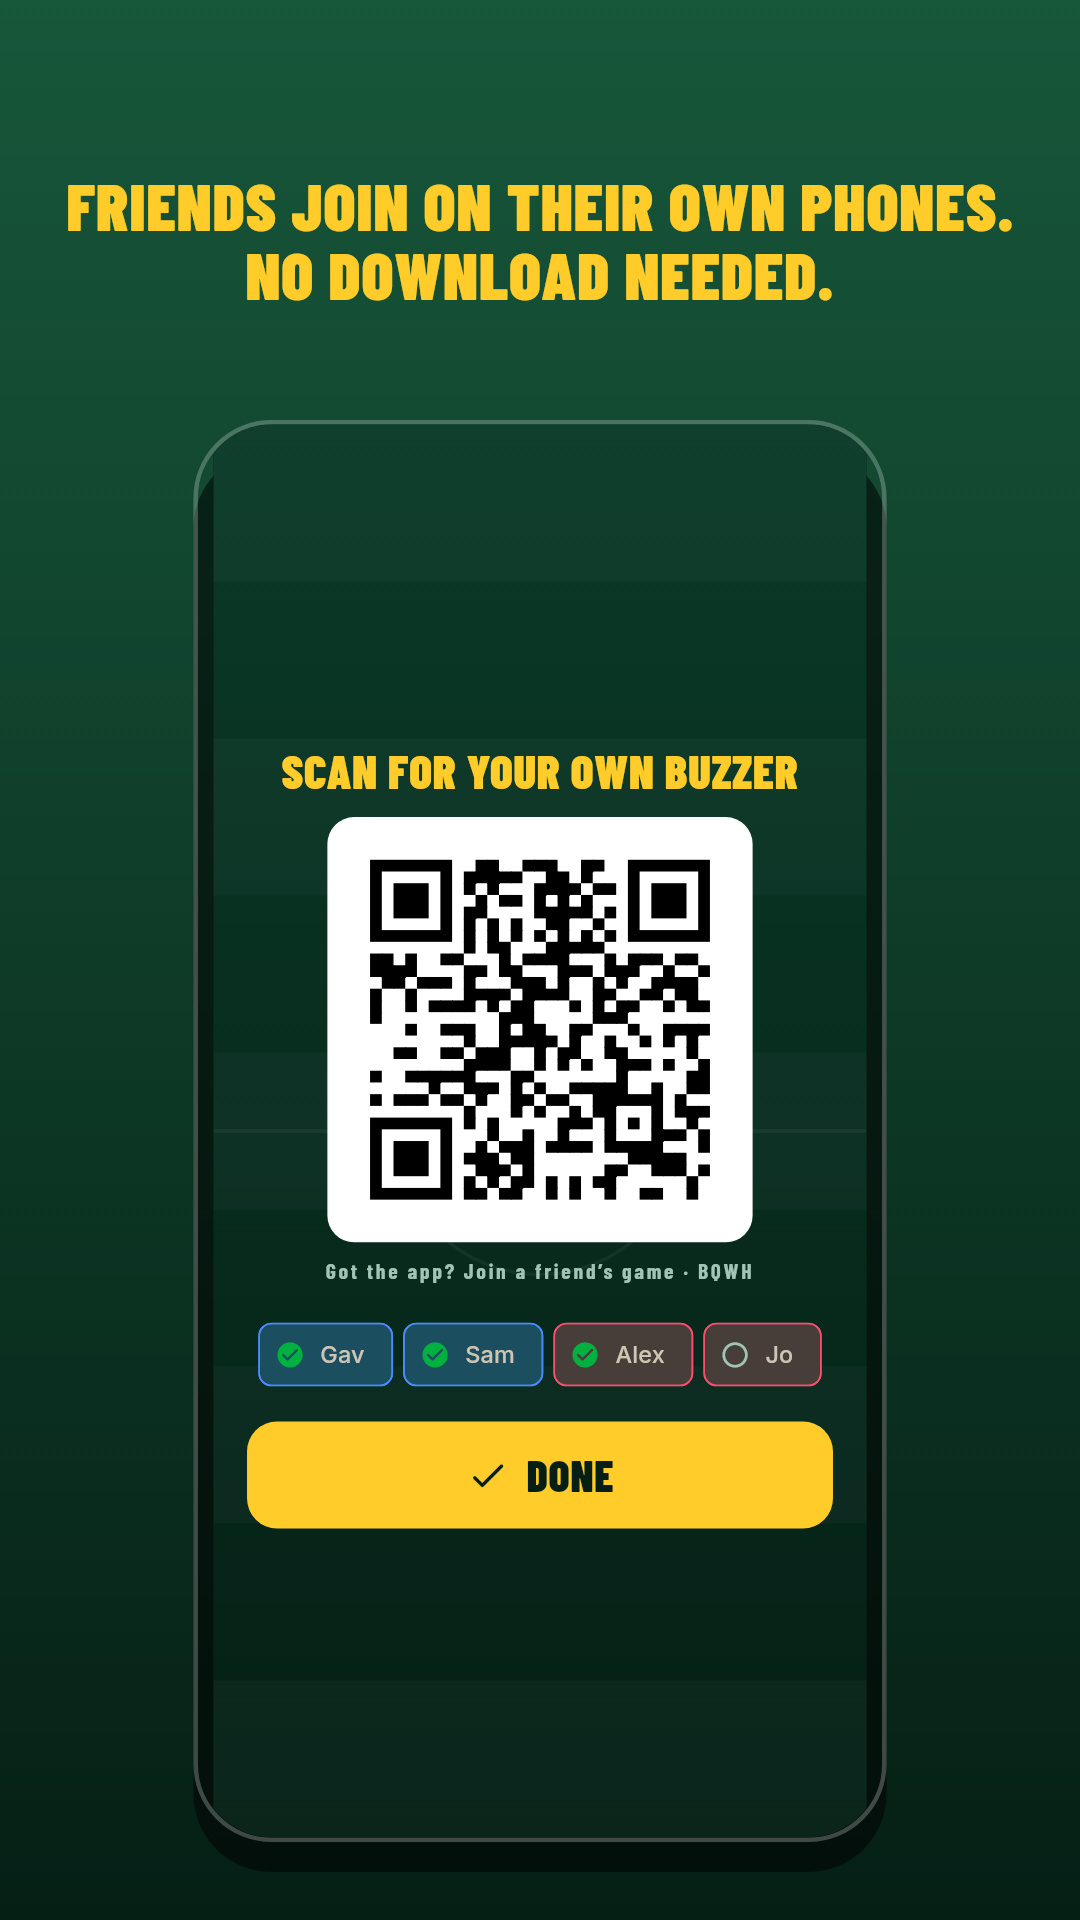 FRIENDS JOIN ON THEIR OWN PHONES.
NO DOWNLOAD NEEDED.
SCAN FOR YOUR OWN BUZZER
Got the app? Join a friend’s game · BQWH
Gav Sam Alex Jo
DONE